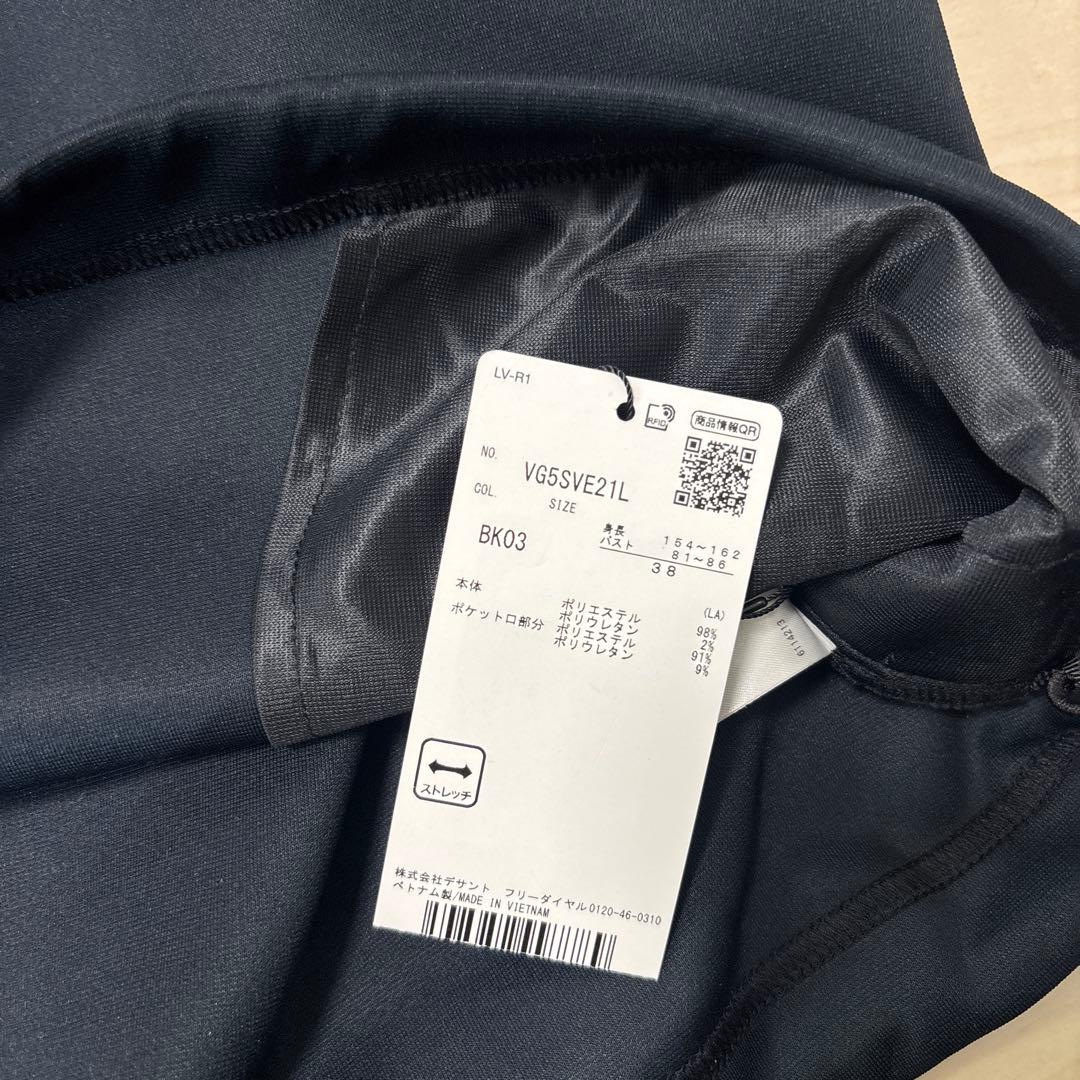 LV-R1
RFID
商品情報QR
NO.
VG5SVE21L
COL.
SIZE
BK03
身長 154~162
バスト 81~86
38
(LA)
本体 ポリエステル 98%
ポリウレタン 2%
ポケット口部分 ポリエステル 91%
ポリウレタン 9%
6114213
ストレッチ
株式会社デサント フリーダイヤル0120-46-0310
ベトナム製/MADE IN VIETNAM